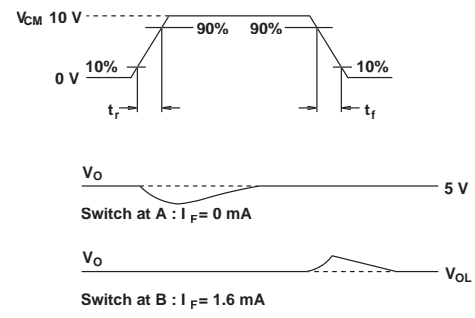 V_CM 10 V
90% 90%
10% 10%
0 V
t_r t_f
V_O
5 V
Switch at A : I_F = 0 mA
V_O
V_OL
Switch at B : I_F = 1.6 mA